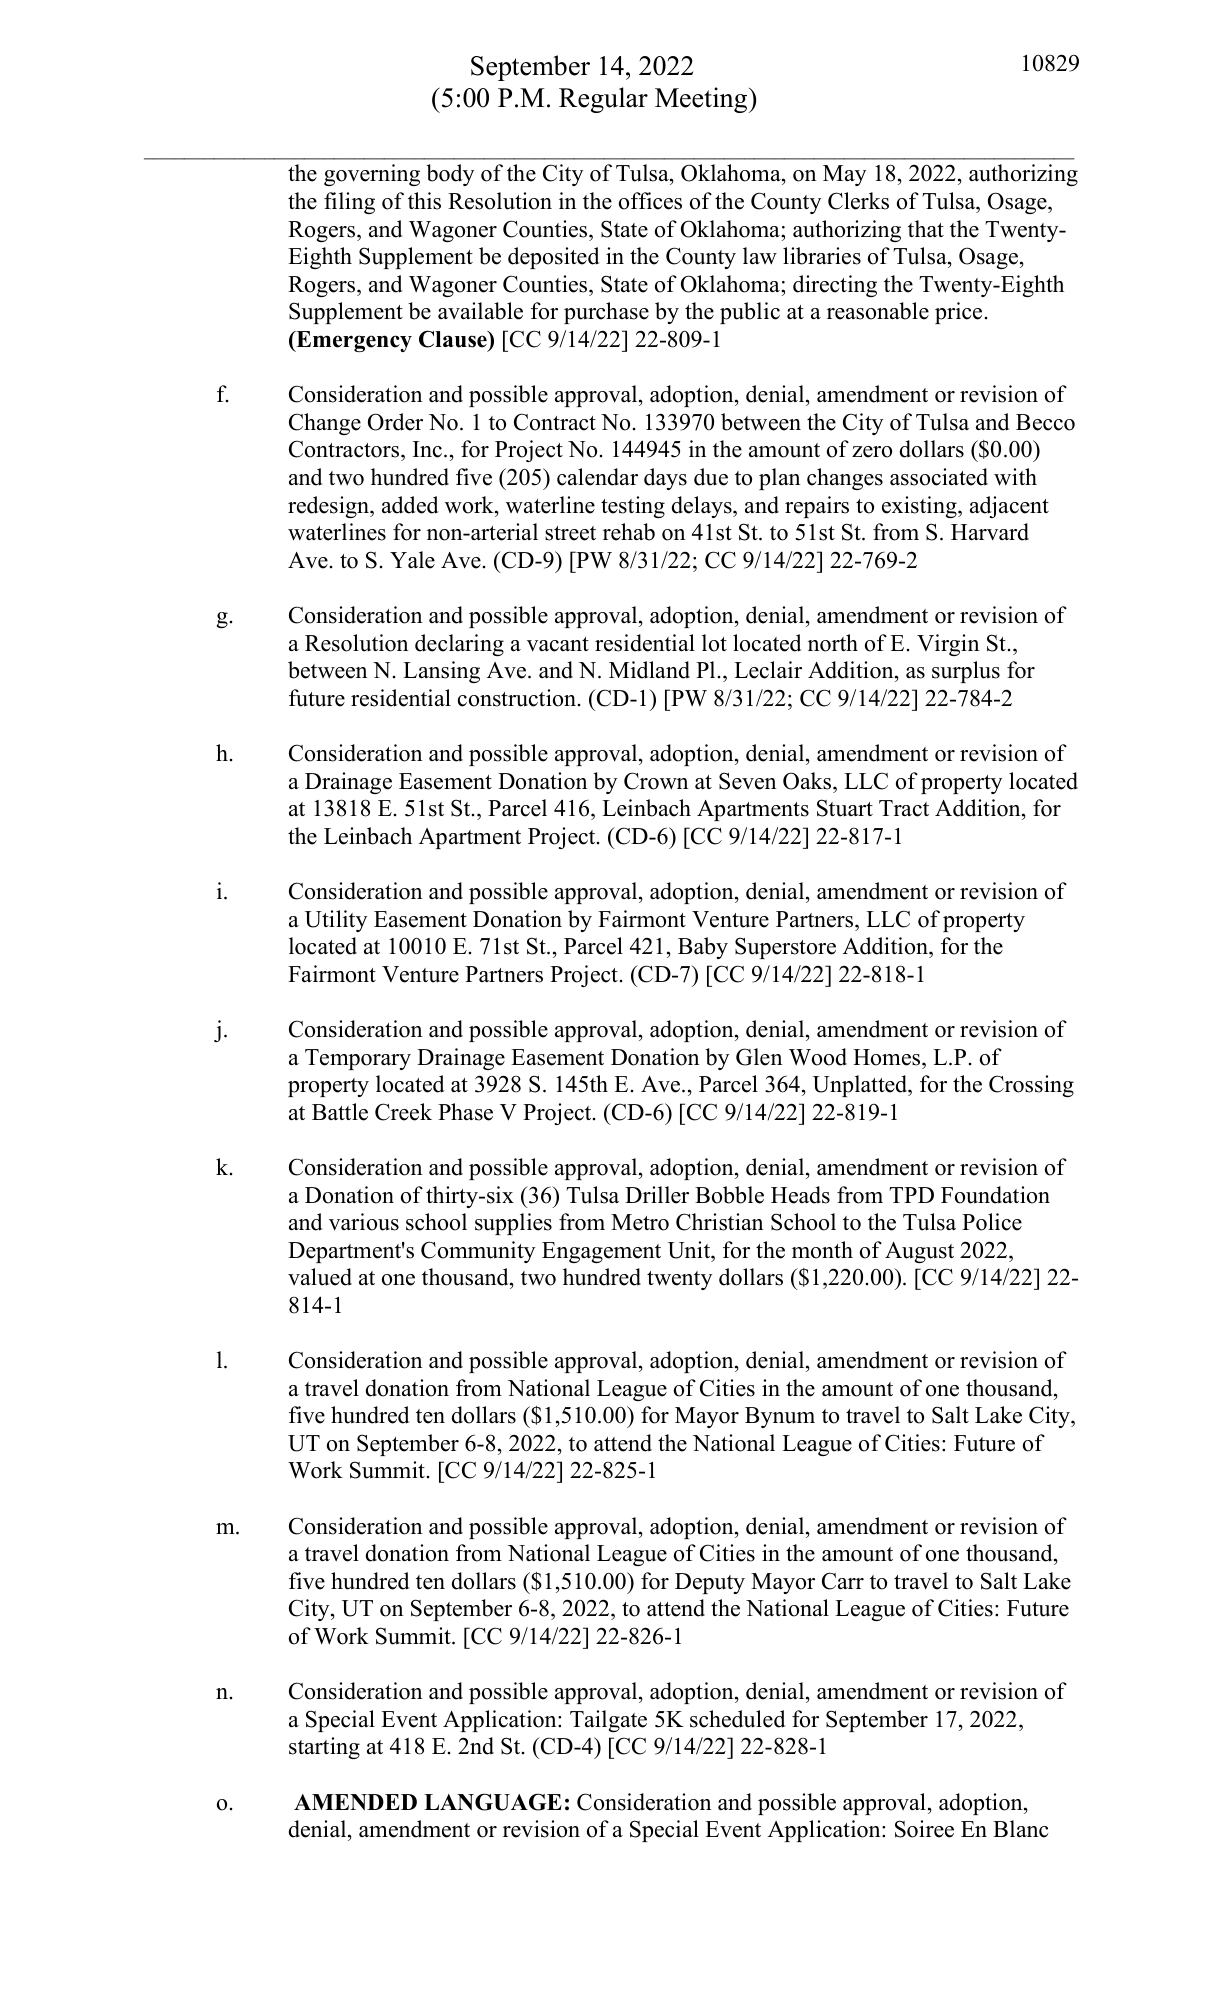 September 14, 2022
10829
(5:00 P.M. Regular Meeting)
the governing body of the City of Tulsa, Oklahoma, on May 18, 2022, authorizing
the filing of this Resolution in the offices of the County Clerks of Tulsa, Osage,
Rogers, and Wagoner Counties, State of Oklahoma; authorizing that the Twenty-
Eighth Supplement be deposited in the County law libraries of Tulsa, Osage,
Rogers, and Wagoner Counties, State of Oklahoma; directing the Twenty-Eighth
Supplement be available for purchase by the public at a reasonable price.
(Emergency Clause) [CC 9/14/22] 22-809-1
f. Consideration and possible approval, adoption, denial, amendment or revision of
Change Order No. 1 to Contract No. 133970 between the City of Tulsa and Becco
Contractors, Inc., for Project No. 144945 in the amount of zero dollars ($0.00)
and two hundred five (205) calendar days due to plan changes associated with
redesign, added work, waterline testing delays, and repairs to existing, adjacent
waterlines for non-arterial street rehab on 41st St. to 51st St. from S. Harvard
Ave. to S. Yale Ave. (CD-9) [PW 8/31/22; CC 9/14/22] 22-769-2
g. Consideration and possible approval, adoption, denial, amendment or revision of
a Resolution declaring a vacant residential lot located north of E. Virgin St.,
between N. Lansing Ave. and N. Midland Pl., Leclair Addition, as surplus for
future residential construction. (CD-1) [PW 8/31/22; CC 9/14/22] 22-784-2
h. Consideration and possible approval, adoption, denial, amendment or revision of
a Drainage Easement Donation by Crown at Seven Oaks, LLC of property located
at 13818 E. 51st St., Parcel 416, Leinbach Apartments Stuart Tract Addition, for
the Leinbach Apartment Project. (CD-6) [CC 9/14/22] 22-817-1
i. Consideration and possible approval, adoption, denial, amendment or revision of
a Utility Easement Donation by Fairmont Venture Partners, LLC of property
located at 10010 E. 71st St., Parcel 421, Baby Superstore Addition, for the
Fairmont Venture Partners Project. (CD-7) [CC 9/14/22] 22-818-1
j. Consideration and possible approval, adoption, denial, amendment or revision of
a Temporary Drainage Easement Donation by Glen Wood Homes, L.P. of
property located at 3928 S. 145th E. Ave., Parcel 364, Unplatted, for the Crossing
at Battle Creek Phase V Project. (CD-6) [CC 9/14/22] 22-819-1
k. Consideration and possible approval, adoption, denial, amendment or revision of
a Donation of thirty-six (36) Tulsa Driller Bobble Heads from TPD Foundation
and various school supplies from Metro Christian School to the Tulsa Police
Department's Community Engagement Unit, for the month of August 2022,
valued at one thousand, two hundred twenty dollars ($1,220.00). [CC 9/14/22] 22-
814-1
l. Consideration and possible approval, adoption, denial, amendment or revision of
a travel donation from National League of Cities in the amount of one thousand,
five hundred ten dollars ($1,510.00) for Mayor Bynum to travel to Salt Lake City,
UT on September 6-8, 2022, to attend the National League of Cities: Future of
Work Summit. [CC 9/14/22] 22-825-1
m. Consideration and possible approval, adoption, denial, amendment or revision of
a travel donation from National League of Cities in the amount of one thousand,
five hundred ten dollars ($1,510.00) for Deputy Mayor Carr to travel to Salt Lake
City, UT on September 6-8, 2022, to attend the National League of Cities: Future
of Work Summit. [CC 9/14/22] 22-826-1
n. Consideration and possible approval, adoption, denial, amendment or revision of
a Special Event Application: Tailgate 5K scheduled for September 17, 2022,
starting at 418 E. 2nd St. (CD-4) [CC 9/14/22] 22-828-1
o. AMENDED LANGUAGE: Consideration and possible approval, adoption,
denial, amendment or revision of a Special Event Application: Soiree En Blanc